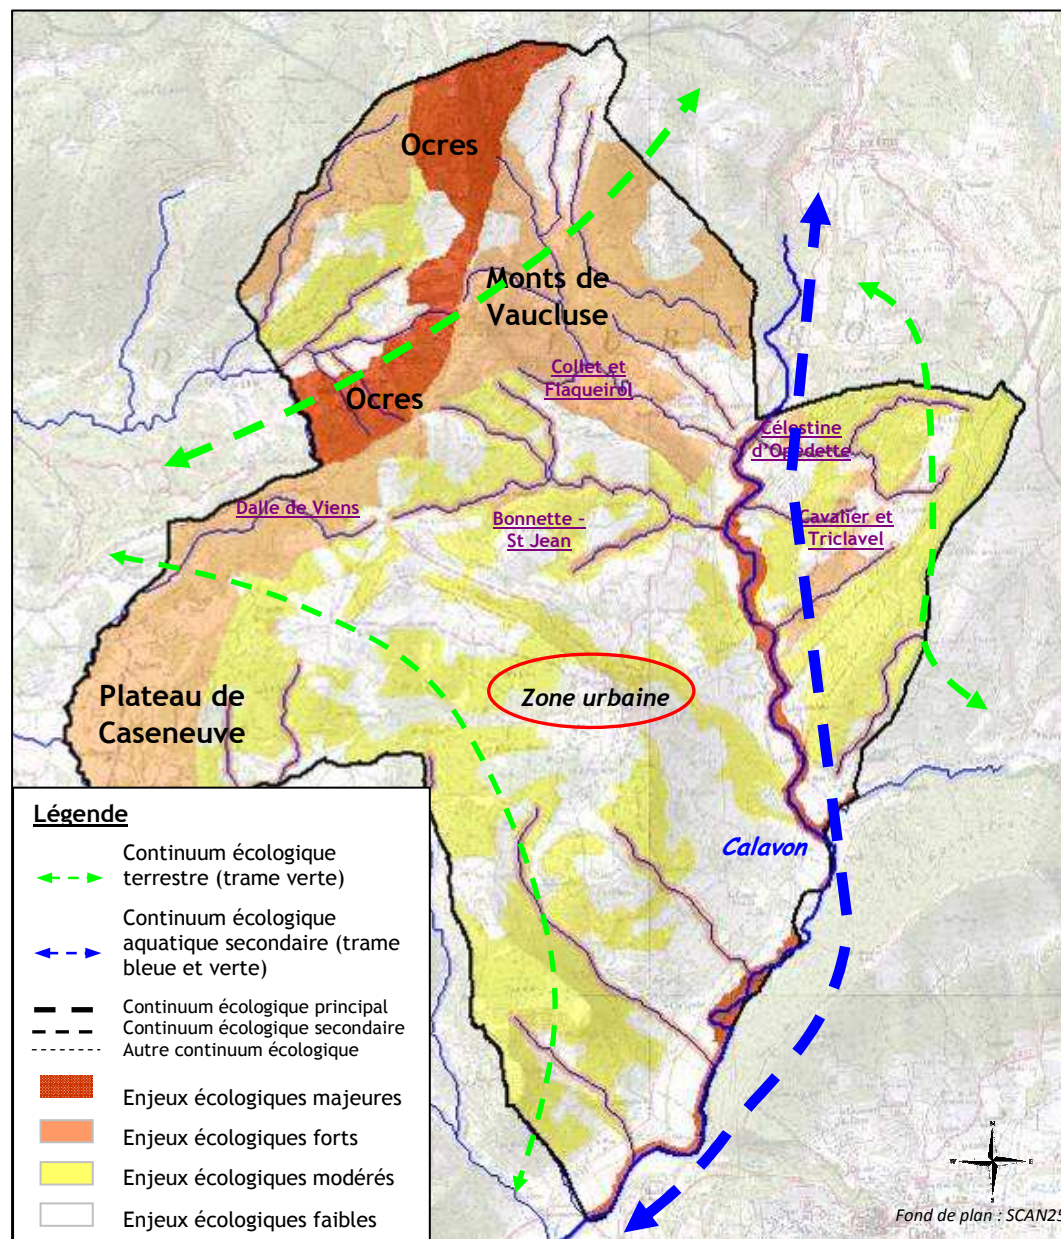 Ocres
Monts de
Vaucluse
Collet et
Flaqueirol
Ocres
Célestine
d'Opedette
Dalle de Viens
Bonnette -
St Jean
Cavalier et
Triclavel
Plateau de
Caseneuve
Zone urbaine
Calavon
Légende
Continuum écologique
terrestre (trame verte)
Continuum écologique
aquatique secondaire (trame
bleue et verte)
Continuum écologique principal
Continuum écologique secondaire
Autre continuum écologique
Enjeux écologiques majeures
Enjeux écologiques forts
Enjeux écologiques modérés
Enjeux écologiques faibles
N
W E
S
Fond de plan : SCAN25